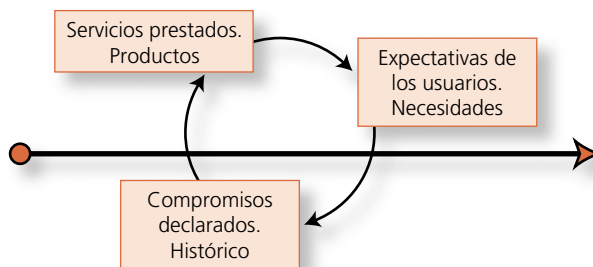 Servicios prestados.
Productos
Expectativas de
los usuarios.
Necesidades
Compromisos
declarados.
Histórico